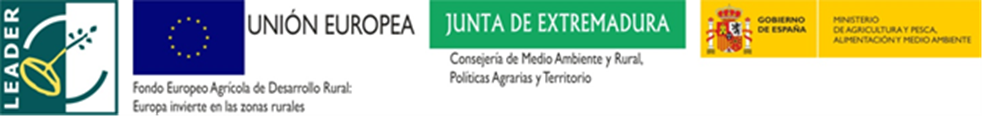 LEADER
UNIÓN EUROPEA
Fondo Europeo Agrícola de Desarrollo Rural:
Europa invierte en las zonas rurales
JUNTA DE EXTREMADURA
Consejería de Medio Ambiente y Rural,
Políticas Agrarias y Territorio
GOBIERNO
DE ESPAÑA
MINISTERIO
DE AGRICULTURA Y PESCA,
ALIMENTACIÓN Y MEDIO AMBIENTE